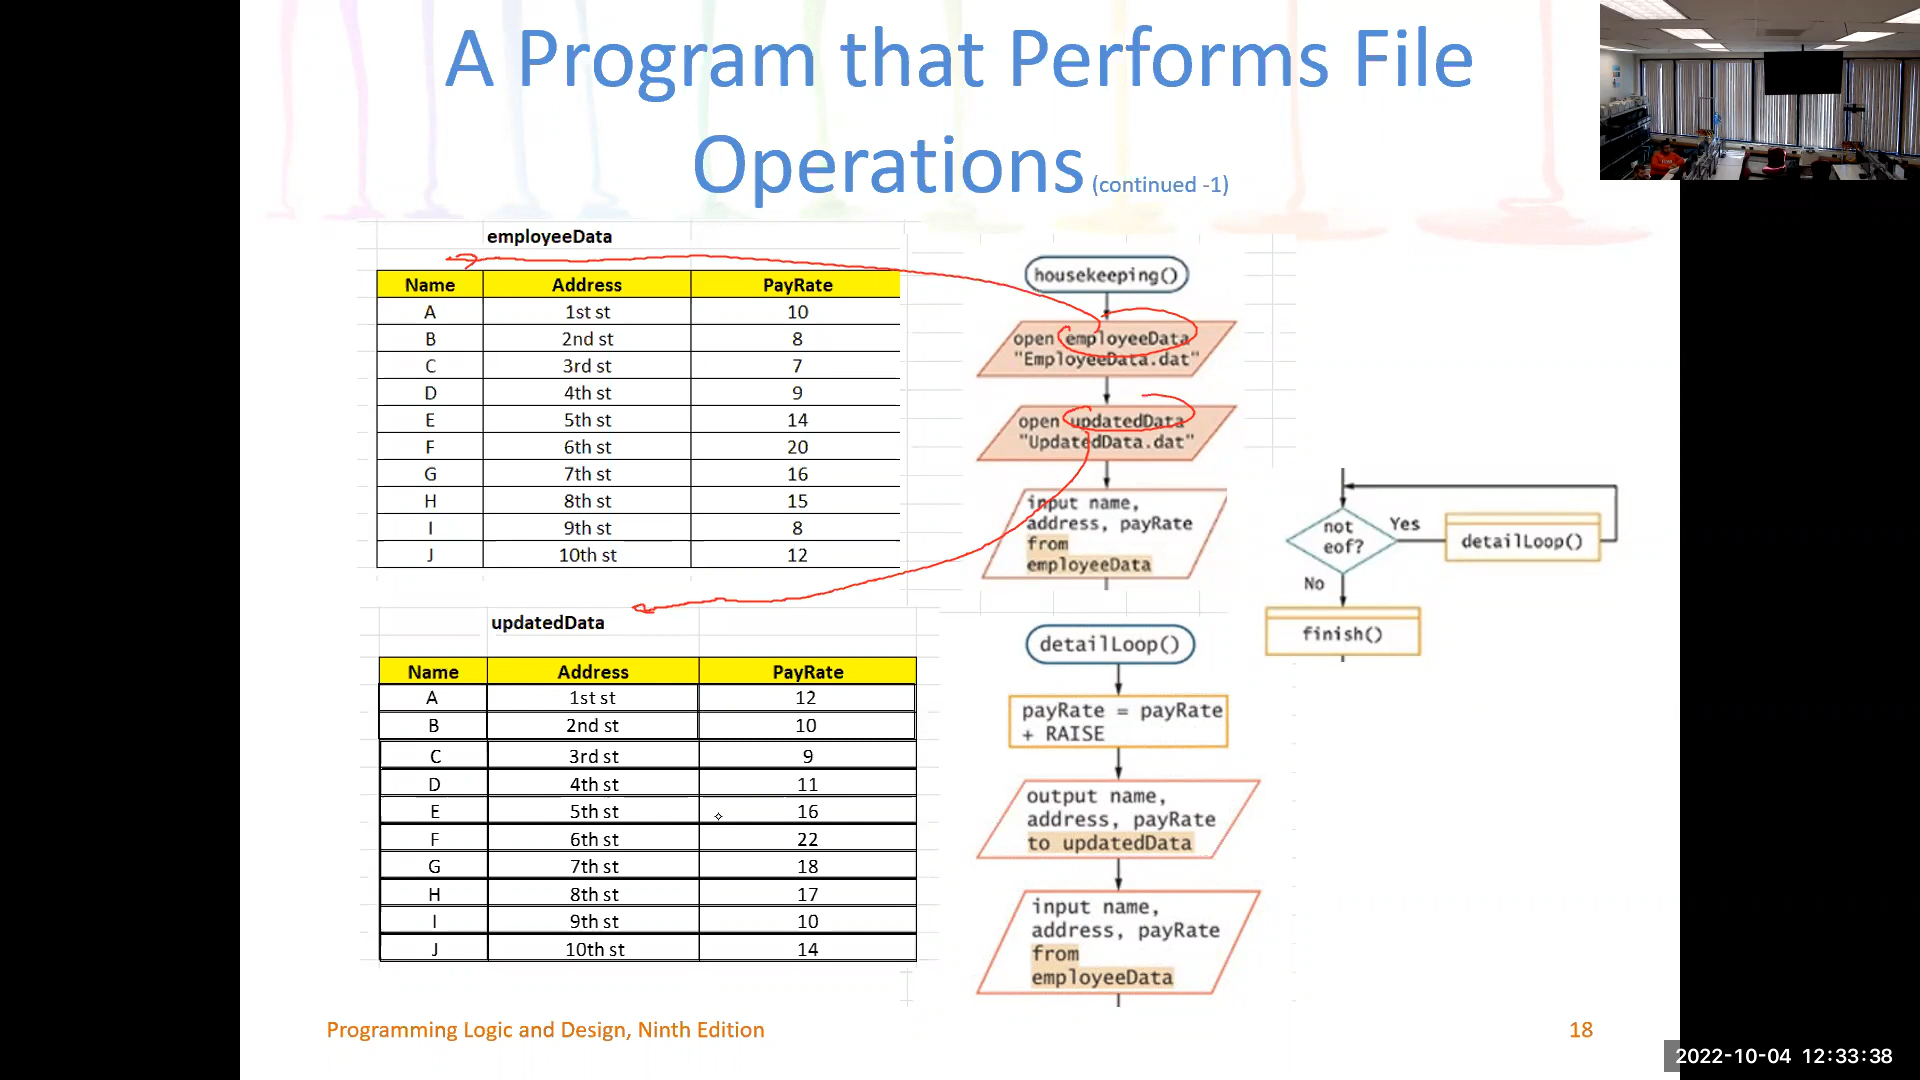 A Program that Performs File
Operations (continued -1)
employeeData
Name Address PayRate
A 1st st 10
B 2nd st 8
C 3rd st 7
D 4th st 9
E 5th st 14
F 6th st 20
G 7th st 16
H 8th st 15
I 9th st 8
J 10th st 12
updatedData
Name Address PayRate
A 1st st 12
B 2nd st 10
C 3rd st 9
D 4th st 11
E 5th st 16
F 6th st 22
G 7th st 18
H 8th st 17
I 9th st 10
J 10th st 14
housekeeping()
open employeeData
"EmployeeData.dat"
open updatedData
"UpdatedData.dat"
input name,
address, payRate
from
employeeData
not
eof?
Yes
detailLoop()
No
finish()
detailLoop()
payRate = payRate
+ RAISE
output name,
address, payRate
to updatedData
input name,
address, payRate
from
employeeData
Programming Logic and Design, Ninth Edition
18
2022-10-04 12:33:38